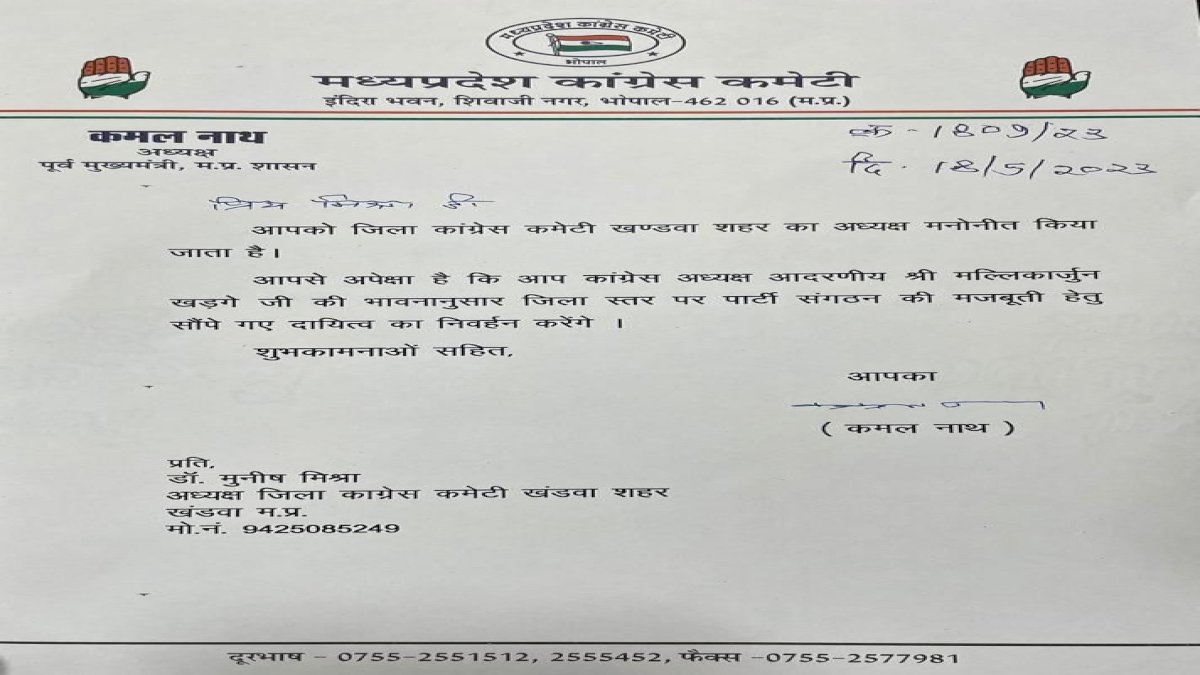 मध्यप्रदेश कांग्रेस कमेटी
भोपाल
मध्यप्रदेश कांग्रेस कमेटी
इंदिरा भवन, शिवाजी नगर, भोपाल-462 016 (म.प्र.)
कमल नाथ
अध्यक्ष
पूर्व मुख्यमंत्री, म.प्र. शासन
क्र - 1809/23
दि. 18/5/2023
प्रिय मिश्रा जी.
आपको जिला कांग्रेस कमेटी खण्डवा शहर का अध्यक्ष मनोनीत किया
जाता है।
आपसे अपेक्षा है कि आप कांग्रेस अध्यक्ष आदरणीय श्री मल्लिकार्जुन
खड़गे जी की भावनानुसार जिला स्तर पर पार्टी संगठन की मजबूती हेतु
सौंपे गए दायित्व का निवर्हन करेंगे ।
शुभकामनाओं सहित,
आपका
( कमल नाथ )
प्रति,
डॉ. मुनीष मिश्रा
अध्यक्ष जिला काग्रेस कमेटी खंडवा शहर
खंडवा म.प्र.
मो.नं. 9425085249
दूरभाष - 0755-2551512, 2555452, फैक्स -0755-2577981